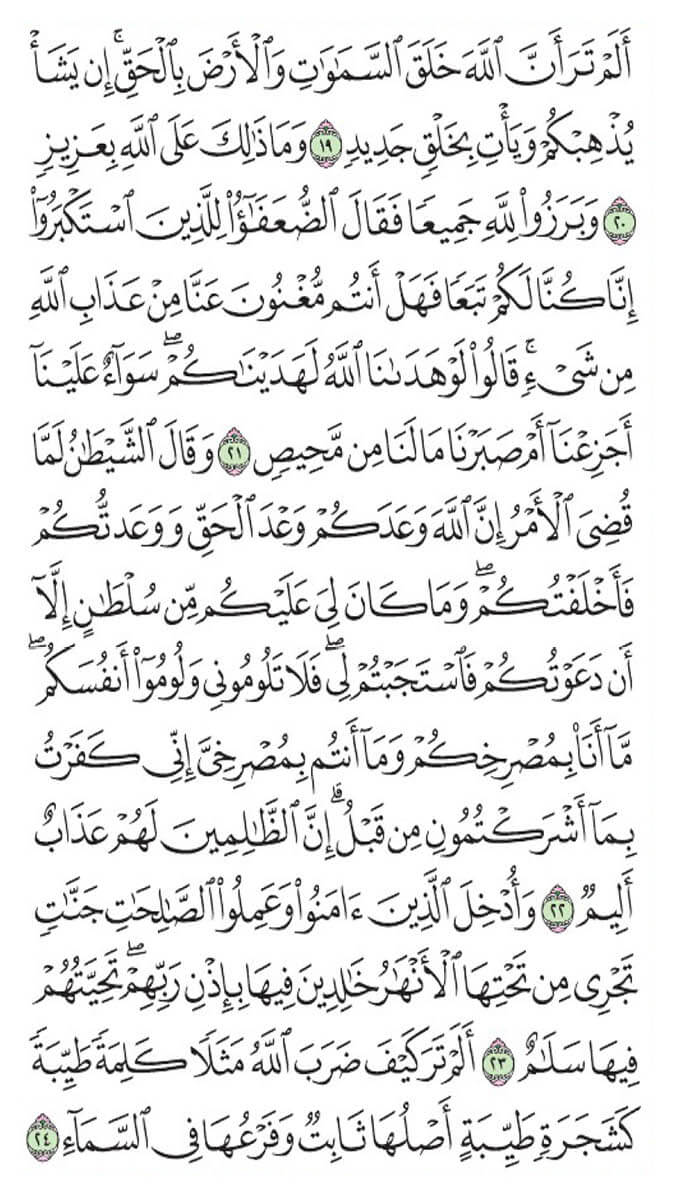 أَلَمْ تَرَ أَنَّ ٱللَّهَ خَلَقَ ٱلسَّمَـٰوَٰتِ وَٱلْأَرْضَ بِٱلْحَقِّ ۚ إِن يَشَأْ
يُذْهِبْكُمْ وَيَأْتِ بِخَلْقٍ جَدِيدٍ ١٩ وَمَا ذَٰلِكَ عَلَى ٱللَّهِ بِعَزِيزٍ
٢٠ وَبَرَزُوا۟ لِلَّهِ جَمِيعًا فَقَالَ ٱلضُّعَفَـٰٓؤُا۟ لِلَّذِينَ ٱسْتَكْبَرُوٓا۟
إِنَّا كُنَّا لَكُمْ تَبَعًا فَهَلْ أَنتُم مُّغْنُونَ عَنَّا مِنْ عَذَابِ ٱللَّهِ
مِن شَىْءٍ ۚ قَالُوا۟ لَوْ هَدَىٰنَا ٱللَّهُ لَهَدَيْنَـٰكُمْ ۖ سَوَآءٌ عَلَيْنَآ
أَجَزِعْنَآ أَمْ صَبَرْنَا مَا لَنَا مِن مَّحِيصٍ ٢١ وَقَالَ ٱلشَّيْطَـٰنُ لَمَّا
قُضِىَ ٱلْأَمْرُ إِنَّ ٱللَّهَ وَعَدَكُمْ وَعْدَ ٱلْحَقِّ وَوَعَدتُّكُمْ
فَأَخْلَفْتُكُمْ ۖ وَمَا كَانَ لِىَ عَلَيْكُم مِّن سُلْطَـٰنٍ إِلَّآ
أَن دَعَوْتُكُمْ فَٱسْتَجَبْتُمْ لِى ۖ فَلَا تَلُومُونِى وَلُومُوٓا۟ أَنفُسَكُم ۖ
مَّآ أَنَا۠ بِمُصْرِخِكُمْ وَمَآ أَنتُم بِمُصْرِخِىَّ ۖ إِنِّى كَفَرْتُ
بِمَآ أَشْرَكْتُمُونِ مِن قَبْلُ ۗ إِنَّ ٱلظَّـٰلِمِينَ لَهُمْ عَذَابٌ
أَلِيمٌ ٢٢ وَأُدْخِلَ ٱلَّذِينَ ءَامَنُوا۟ وَعَمِلُوا۟ ٱلصَّـٰلِحَـٰتِ جَنَّـٰتٍ
تَجْرِى مِن تَحْتِهَا ٱلْأَنْهَـٰرُ خَـٰلِدِينَ فِيهَا بِإِذْنِ رَبِّهِمْ ۖ تَحِيَّتُهُمْ
فِيهَا سَلَـٰمٌ ٢٣ أَلَمْ تَرَ كَيْفَ ضَرَبَ ٱللَّهُ مَثَلًا كَلِمَةً طَيِّبَةً
كَشَجَرَةٍ طَيِّبَةٍ أَصْلُهَا ثَابِتٌ وَفَرْعُهَا فِى ٱلسَّمَآءِ ٢٤